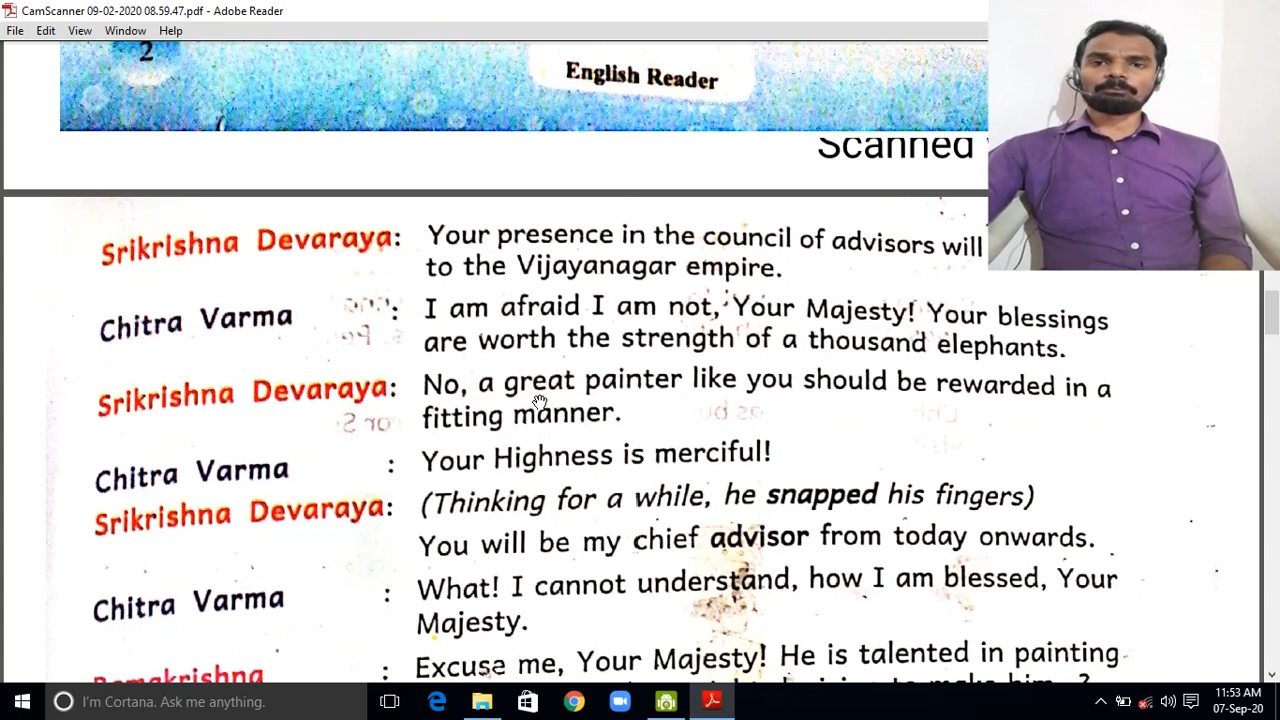 CamScanner 09-02-2020 08.59.47.pdf - Adobe Reader
File Edit View Window Help
2
English Reader
Scanned
Srikrishna Devaraya: Your presence in the council of advisors will
to the Vijayanagar empire.
Chitra Varma : I am afraid I am not, Your Majesty! Your blessings
are worth the strength of a thousand elephants.
Srikrishna Devaraya: No, a great painter like you should be rewarded in a
fitting manner.
Chitra Varma : Your Highness is merciful!
Srikrishna Devaraya: (Thinking for a while, he snapped his fingers)
You will be my chief advisor from today onwards.
Chitra Varma : What! I cannot understand, how I am blessed, Your
Majesty.
Ramakrishna : Excuse me, Your Majesty! He is talented in painting
to make him
I'm Cortana. Ask me anything.
11:53 AM
07-Sep-20